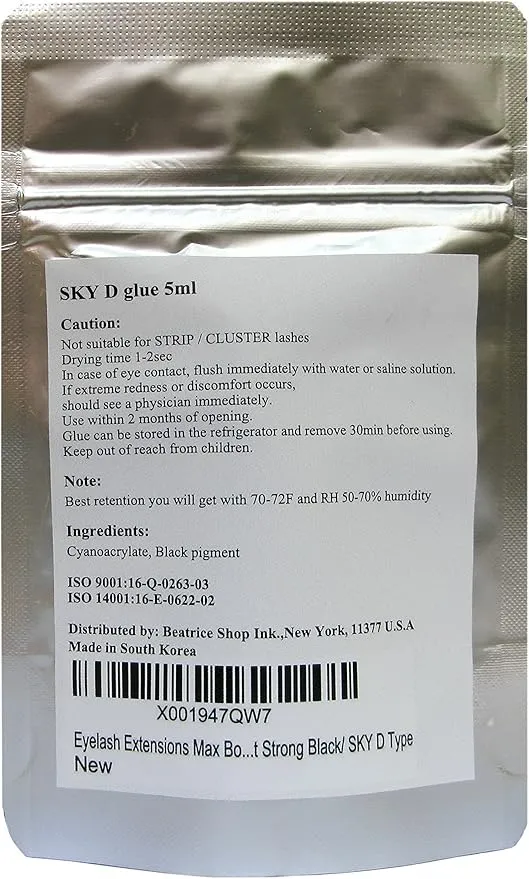 SKY D glue 5ml
Caution:
Not suitable for STRIP / CLUSTER lashes
Drying time 1-2sec
In case of eye contact, flush immediately with water or saline solution.
If extreme redness or discomfort occurs,
should see a physician immediately.
Use within 2 months of opening.
Glue can be stored in the refrigerator and remove 30min before using.
Keep out of reach from children.
Note:
Best retention you will get with 70-72F and RH 50-70% humidity
Ingredients:
Cyanoacrylate, Black pigment
ISO 9001:16-Q-0263-03
ISO 14001:16-E-0622-02
Distributed by: Beatrice Shop Ink.,New York, 11377 U.S.A
Made in South Korea
X001947QW7
Eyelash Extensions Max Bo...t Strong Black/ SKY D Type
New